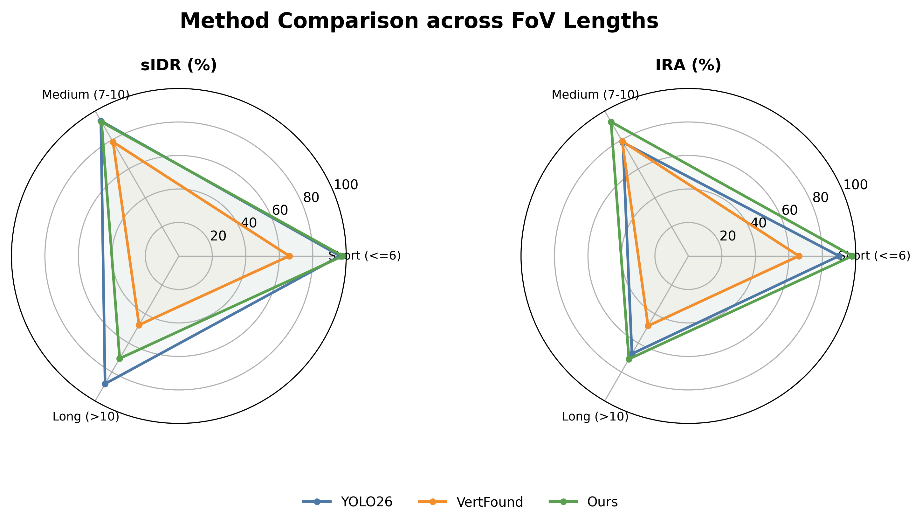 Method Comparison across FoV Lengths
sIDR (%)
Medium (7-10)
100
80
60
40
20
Short (<=6)
Long (>10)
IRA (%)
Medium (7-10)
100
80
60
40
20
Short (<=6)
Long (>10)
YOLO26
VertFound
Ours